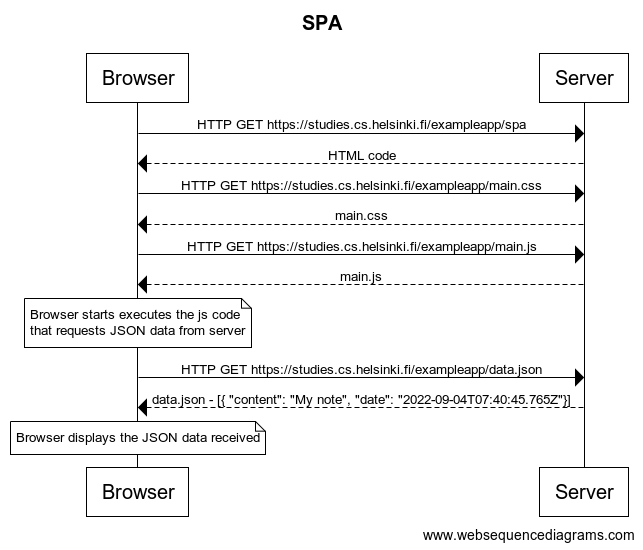 SPA
Browser Server
HTTP GET https://studies.cs.helsinki.fi/exampleapp/spa
HTML code
HTTP GET https://studies.cs.helsinki.fi/exampleapp/main.css
main.css
HTTP GET https://studies.cs.helsinki.fi/exampleapp/main.js
main.js
Browser starts executes the js code
that requests JSON data from server
HTTP GET https://studies.cs.helsinki.fi/exampleapp/data.json
data.json - [{ "content": "My note", "date": "2022-09-04T07:40:45.765Z"}]
Browser displays the JSON data received
Browser Server
www.websequencediagrams.com